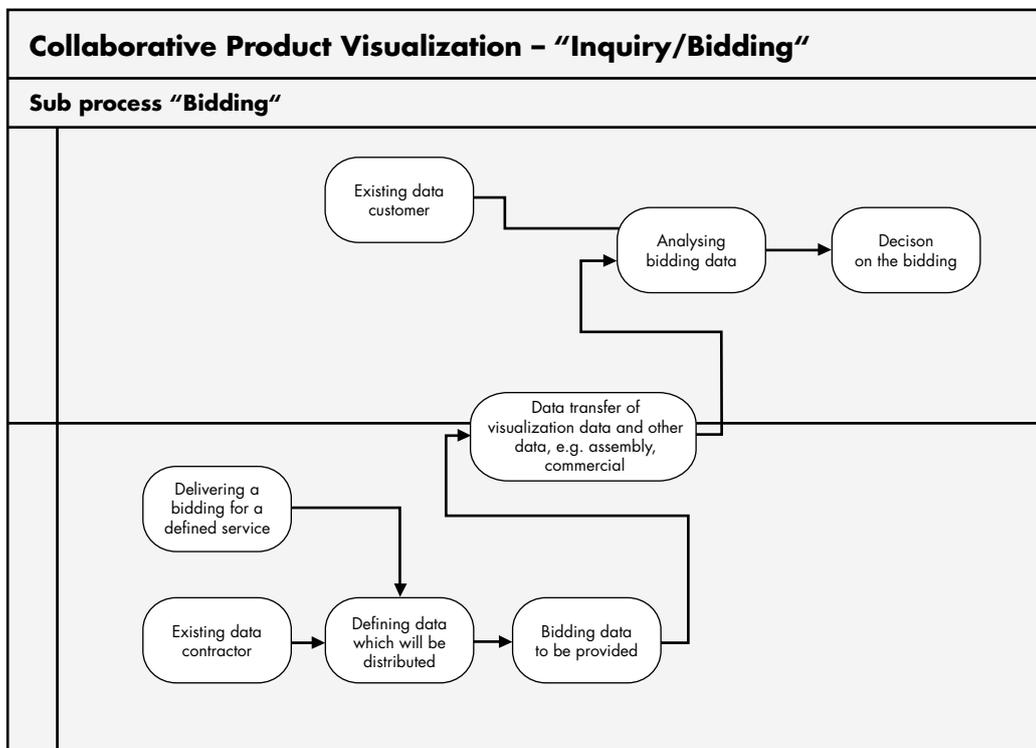 Collaborative Product Visualization – “Inquiry/Bidding“
Sub process “Bidding“
Existing data
customer
Analysing
bidding data
Decison
on the bidding
Data transfer of
visualization data and other
data, e.g. assembly,
commercial
Delivering a
bidding for a
defined service
Existing data
contractor
Defining data
which will be
distributed
Bidding data
to be provided